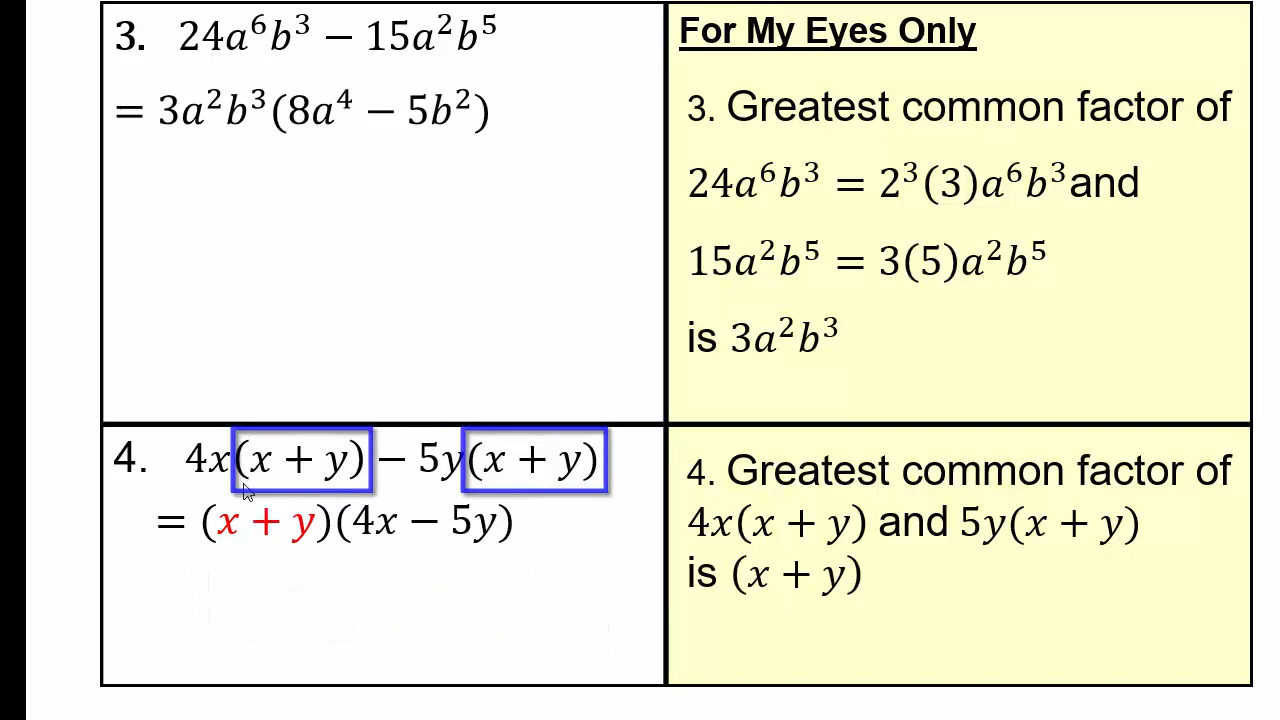 3. 24a⁶b³ − 15a²b⁵
= 3a²b³(8a⁴ − 5b²)
For My Eyes Only
3. Greatest common factor of
24a⁶b³ = 2³(3)a⁶b³and
15a²b⁵ = 3(5)a²b⁵
is 3a²b³
4. 4x(x + y) − 5y(x + y)
= (x + y)(4x − 5y)
4. Greatest common factor of
4x(x + y) and 5y(x + y)
is (x + y)